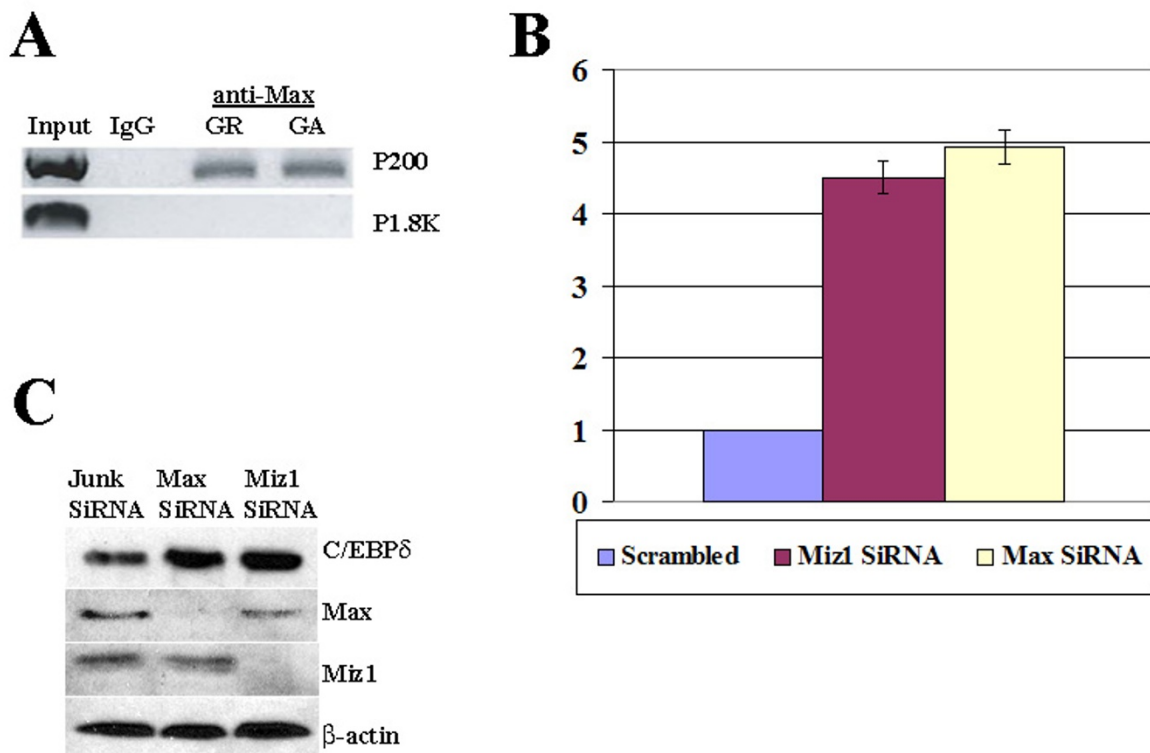 A
anti-Max
Input IgG GR GA
P200
P1.8K
B
6
5
4
3
2
1
0
Scrambled Miz1 SiRNA Max SiRNA
C
Junk Max Miz1
SiRNA SiRNA SiRNA
C/EBPδ
Max
Miz1
β-actin